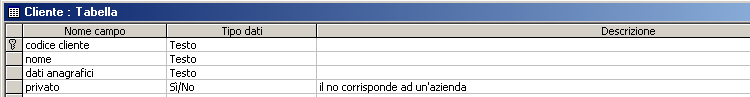 Cliente : Tabella
Nome campo Tipo dati Descrizione
codice cliente Testo
nome Testo
dati anagrafici Testo
privato Sì/No il no corrisponde ad un'azienda